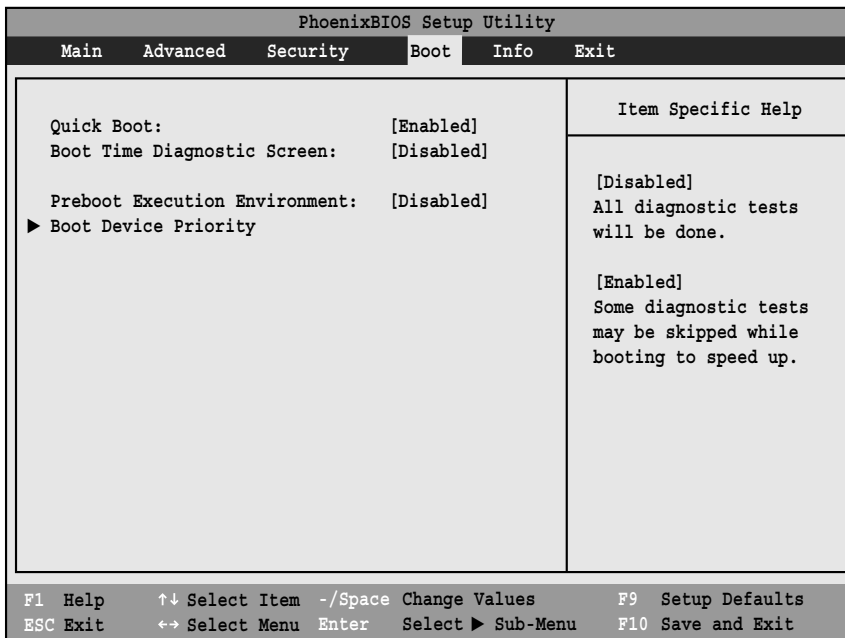 PhoenixBIOS Setup Utility
Main Advanced Security Boot Info Exit
Quick Boot: [Enabled]
Boot Time Diagnostic Screen: [Disabled]
Preboot Execution Environment: [Disabled]
▶ Boot Device Priority
Item Specific Help
[Disabled]
All diagnostic tests
will be done.
[Enabled]
Some diagnostic tests
may be skipped while
booting to speed up.
F1 Help ↑↓ Select Item -/Space Change Values F9 Setup Defaults
ESC Exit ←→ Select Menu Enter Select ▶ Sub-Menu F10 Save and Exit